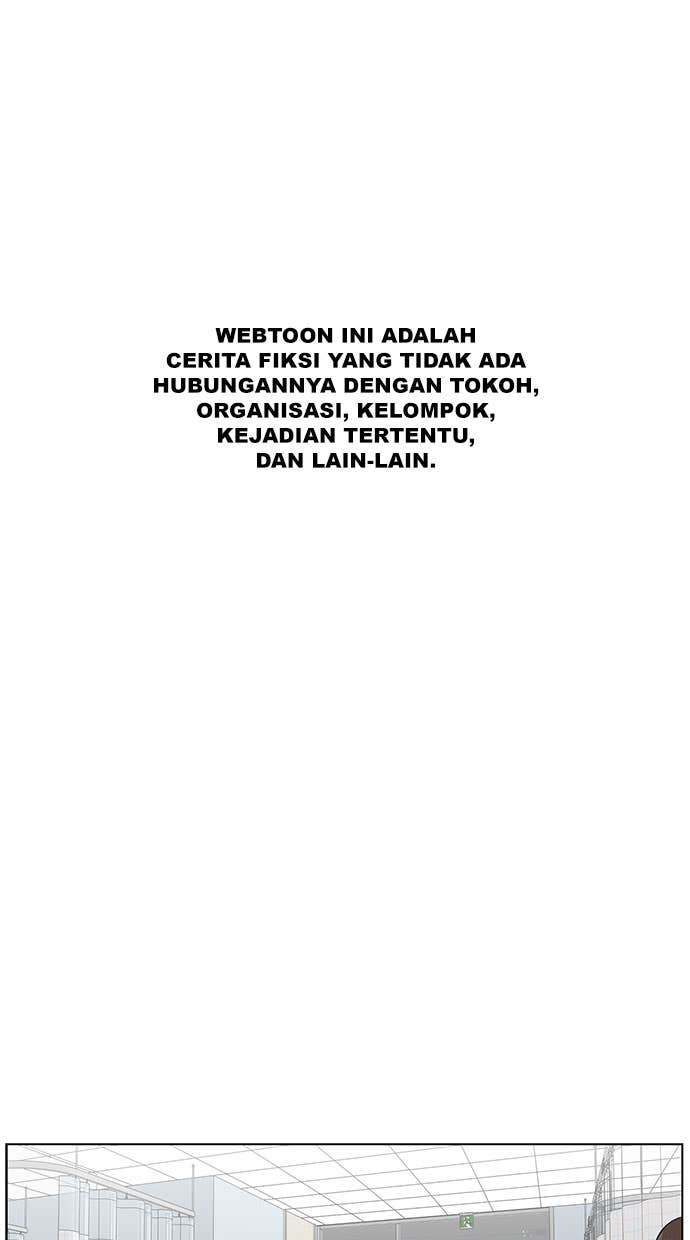 WEBTOON INI ADALAH
CERITA FIKSI YANG TIDAK ADA
HUBUNGANNYA DENGAN TOKOH,
ORGANISASI, KELOMPOK,
KEJADIAN TERTENTU,
DAN LAIN-LAIN.